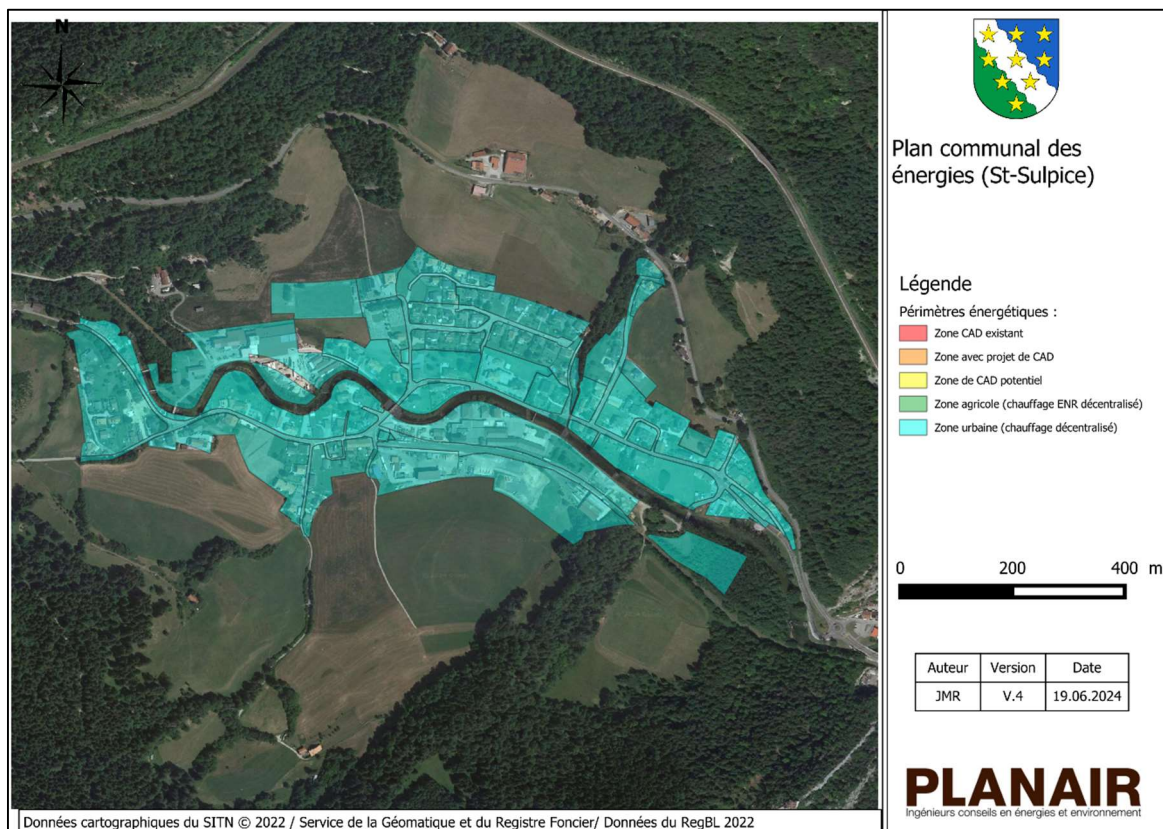 N
Plan communal des
énergies (St-Sulpice)
Légende
Périmètres énergétiques :
Zone CAD existant
Zone avec projet de CAD
Zone de CAD potentiel
Zone agricole (chauffage ENR décentralisé)
Zone urbaine (chauffage décentralisé)
0 200 400 m
Auteur Version Date
JMR V.4 19.06.2024
PLANAIR
Ingénieurs conseils en énergies et environnement
Données cartographiques du SITN © 2022 / Service de la Géomatique et du Registre Foncier/ Données du RegBL 2022